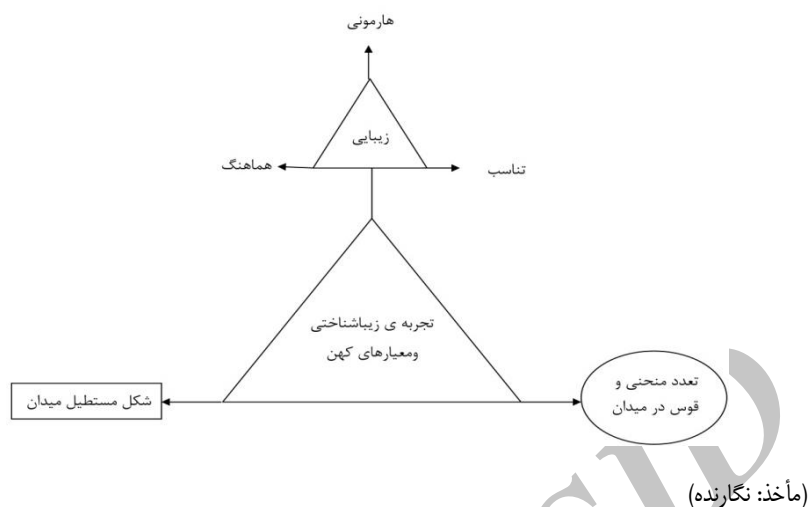 هارمونی
زیبایی
تناسب
هماهنگ
تجربه ی زیباشناختی
ومعیارهای کهن
تعدد منحنی و
قوس در میدان
شکل مستطیل میدان
(مأخذ: نگارنده)